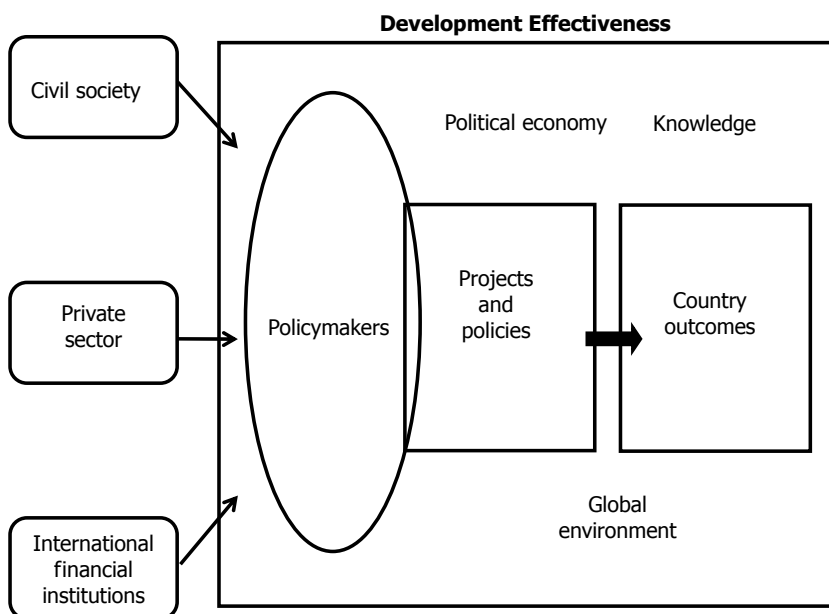 Development Effectiveness
Civil society
Political economy
Knowledge
Private
sector
Policymakers
Projects
and
policies
Country
outcomes
Global
environment
International
financial
institutions